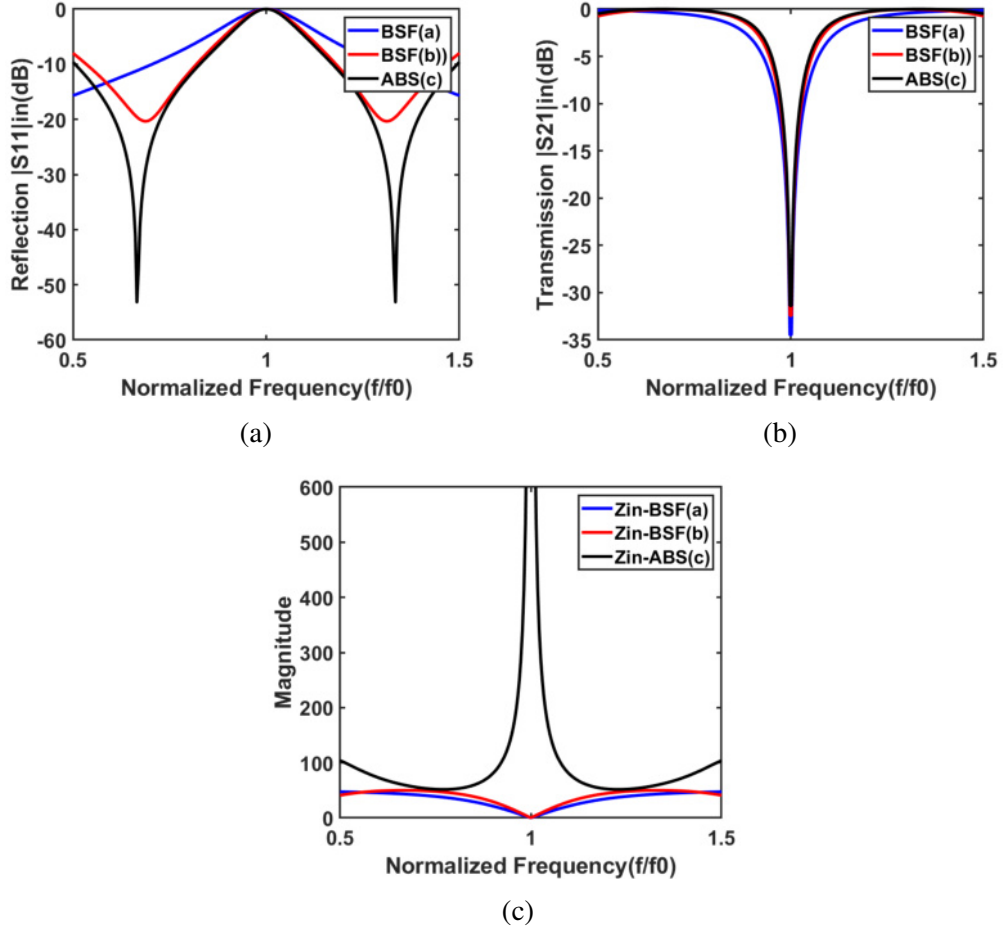 BSF(a)
BSF(b))
ABS(c)
0
-10
-20
-30
-40
-50
-60
Reflection |S11|in(dB)
0.5 1 1.5
Normalized Frequency(f/f0)
(a)
BSF(a)
BSF(b))
ABS(c)
0
-5
-10
-15
-20
-25
-30
-35
Transmission |S21|in(dB)
0.5 1 1.5
Normalized Frequency(f/f0)
(b)
Zin-BSF(a)
Zin-BSF(b)
Zin-ABS(c)
600
500
400
300
200
100
0
Magnitude
0.5 1 1.5
Normalized Frequency(f/f0)
(c)